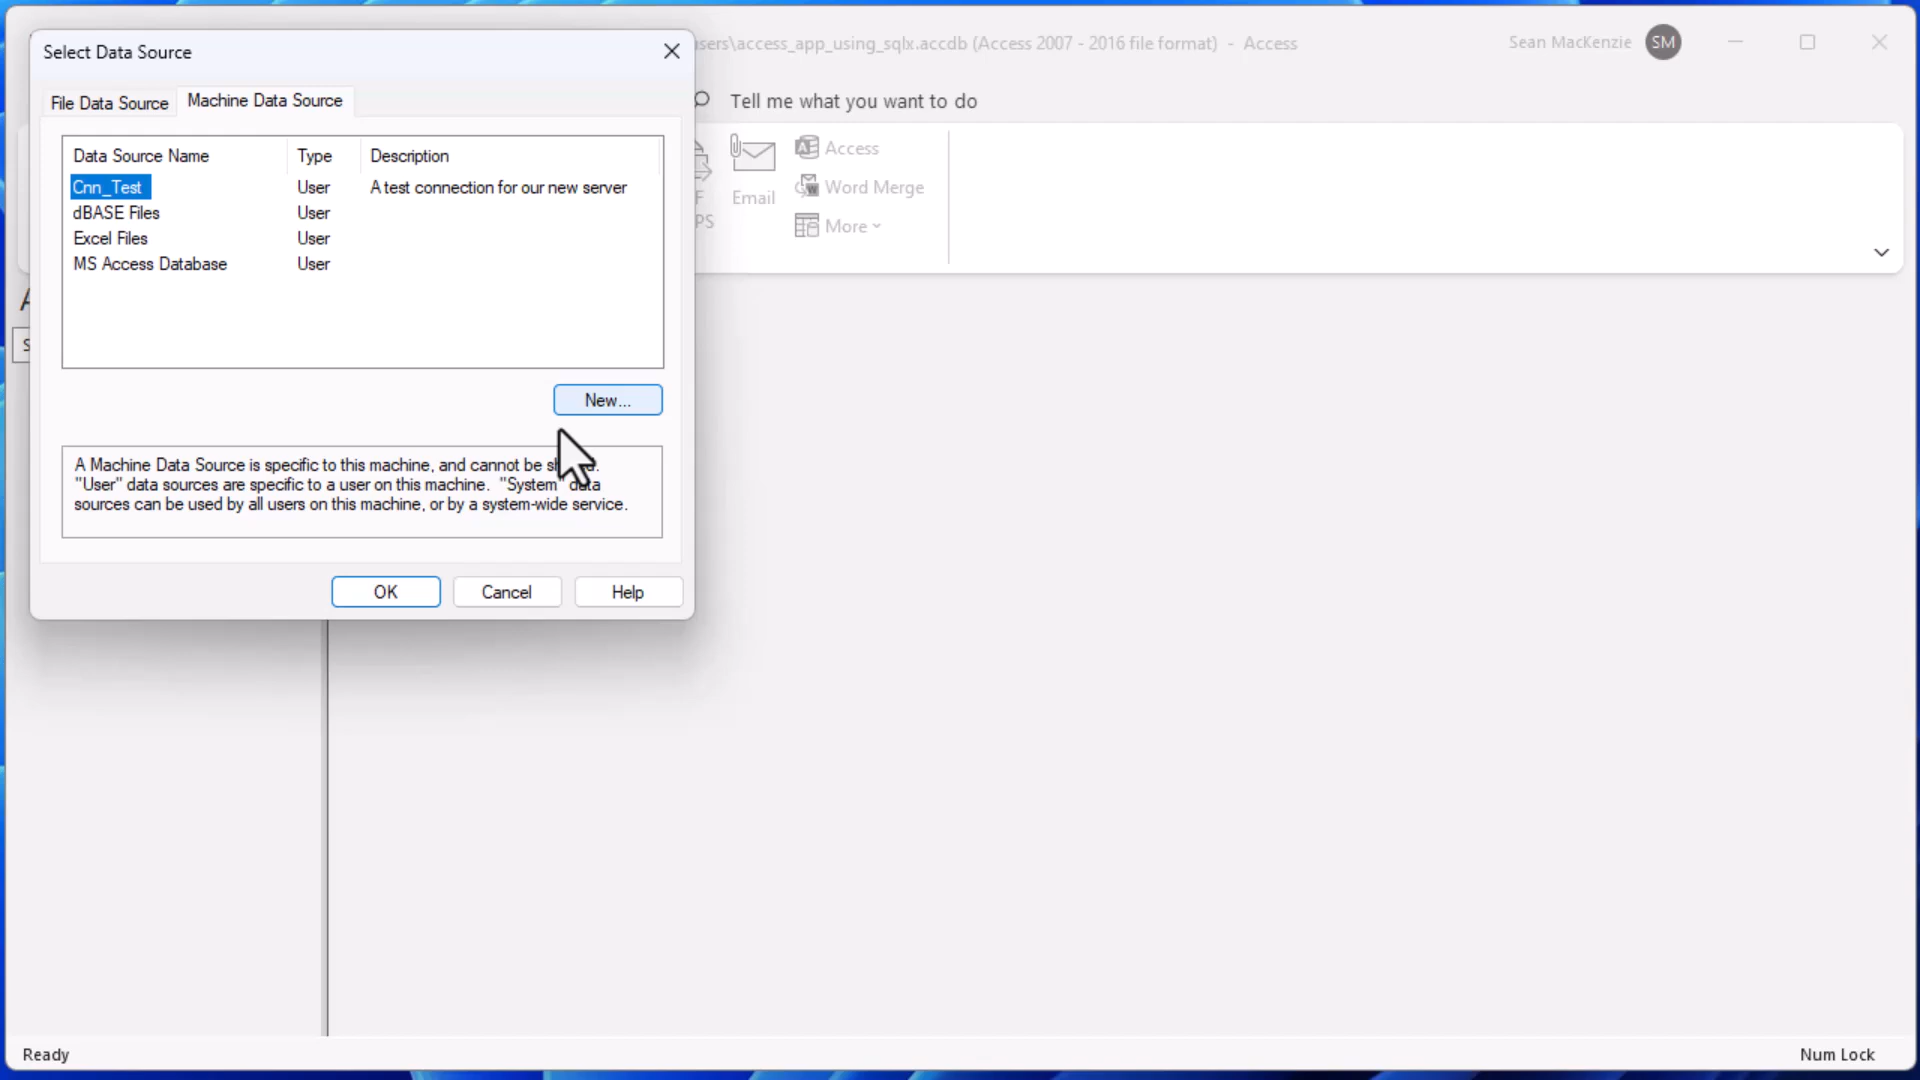 Select Data Source
sers\access_app_using_sqlx.accdb (Access 2007 - 2016 file format) - Access
Sean MacKenzie SM
File Data Source Machine Data Source
Tell me what you want to do
Data Source Name Type Description
Cnn_Test User A test connection for our new server
dBASE Files User
Excel Files User
MS Access Database User
Email
Access
Word Merge
More
F
PS
New...
A Machine Data Source is specific to this machine, and cannot be
"User" data sources are specific to a user on this machine. "System" data
sources can be used by all users on this machine, or by a system-wide service.
OK Cancel Help
Ready Num Lock